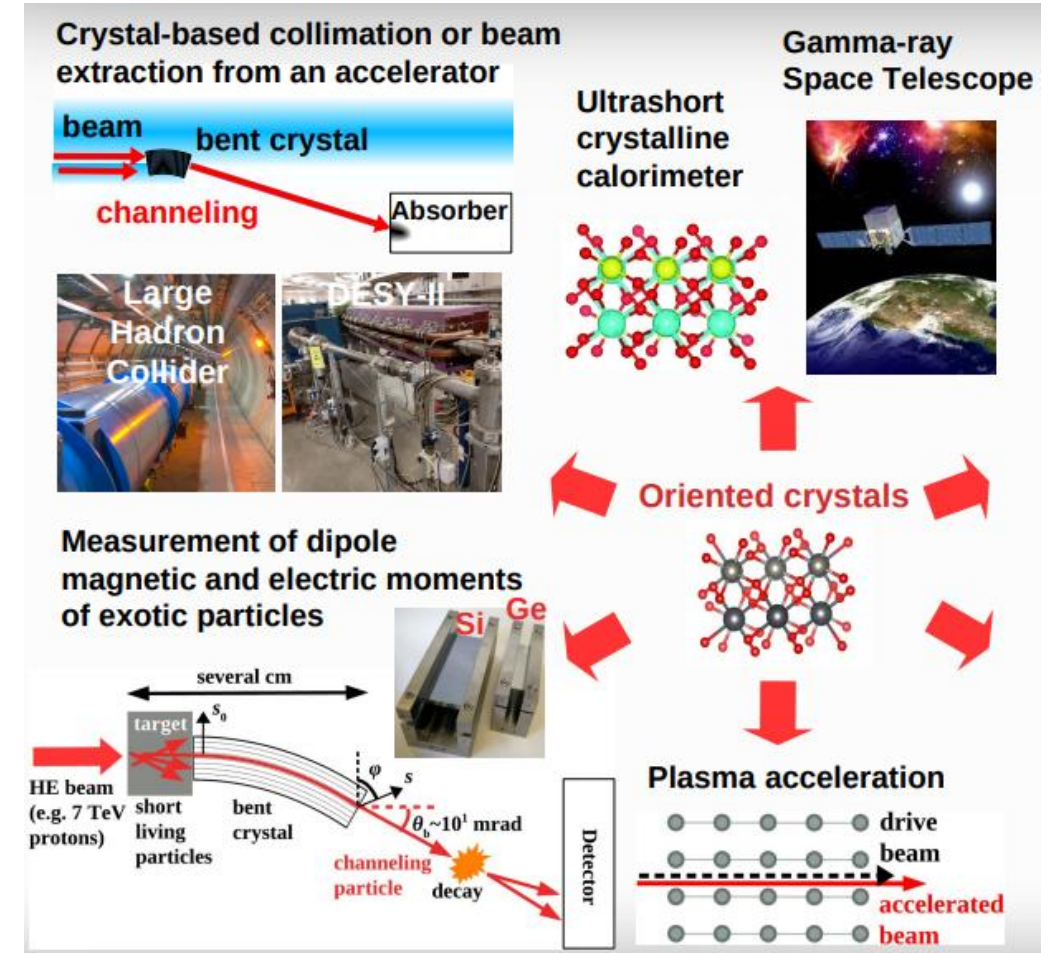 Crystal-based collimation or beam
extraction from an accelerator
beam
bent crystal
channeling
Absorber
Large
Hadron
Collider
DESY-II
Ultrashort
crystalline
calorimeter
Gamma-ray
Space Telescope
Oriented crystals
Measurement of dipole
magnetic and electric moments
of exotic particles
Si
Ge
several cm
target
s₀
HE beam
(e.g. 7 TeV
protons)
short
living
particles
bent
crystal
φ
s
θb~10¹ mrad
channeling
particle
decay
Detector
Plasma acceleration
drive
beam
accelerated
beam